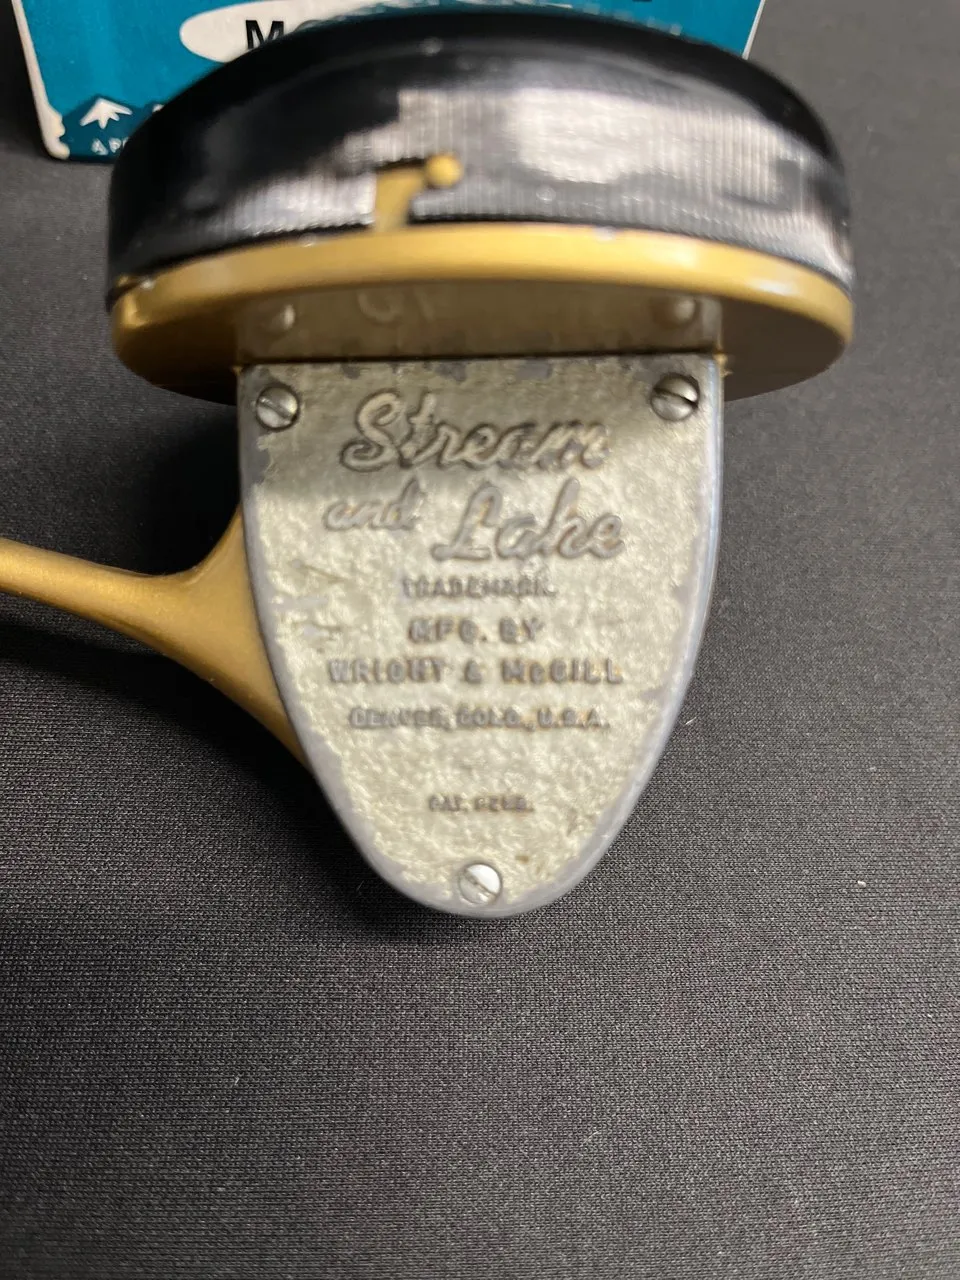 Stream
and Lake
TRADEMARK
MFG. BY
WRIGHT & McGILL
DENVER, COLO., U.S.A.
PAT. PEND.